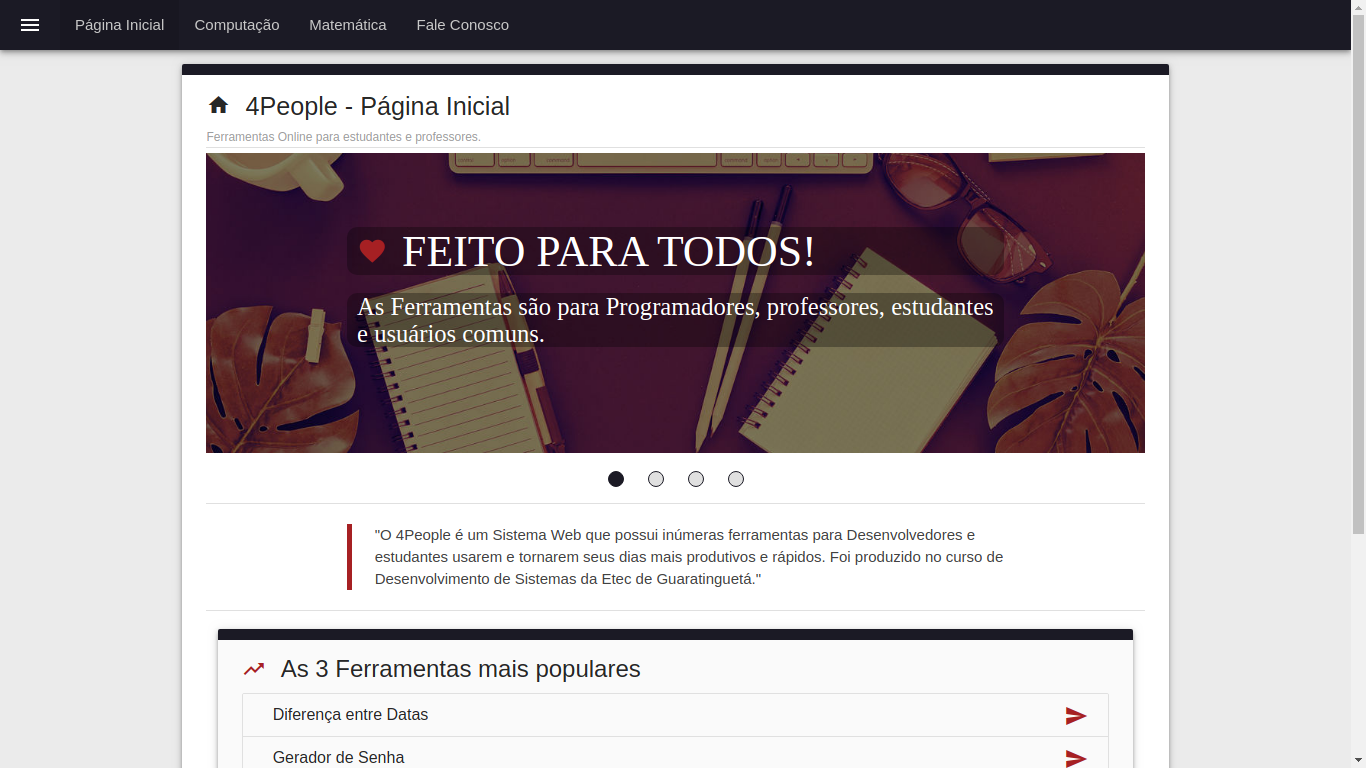 Página Inicial Computação Matemática Fale Conosco
4People - Página Inicial
Ferramentas Online para estudantes e professores.
FEITO PARA TODOS!
As Ferramentas são para Programadores, professores, estudantes
e usuários comuns.
"O 4People é um Sistema Web que possui inúmeras ferramentas para Desenvolvedores e
estudantes usarem e tornarem seus dias mais produtivos e rápidos. Foi produzido no curso de
Desenvolvimento de Sistemas da Etec de Guaratinguetá."
As 3 Ferramentas mais populares
Diferença entre Datas
Gerador de Senha